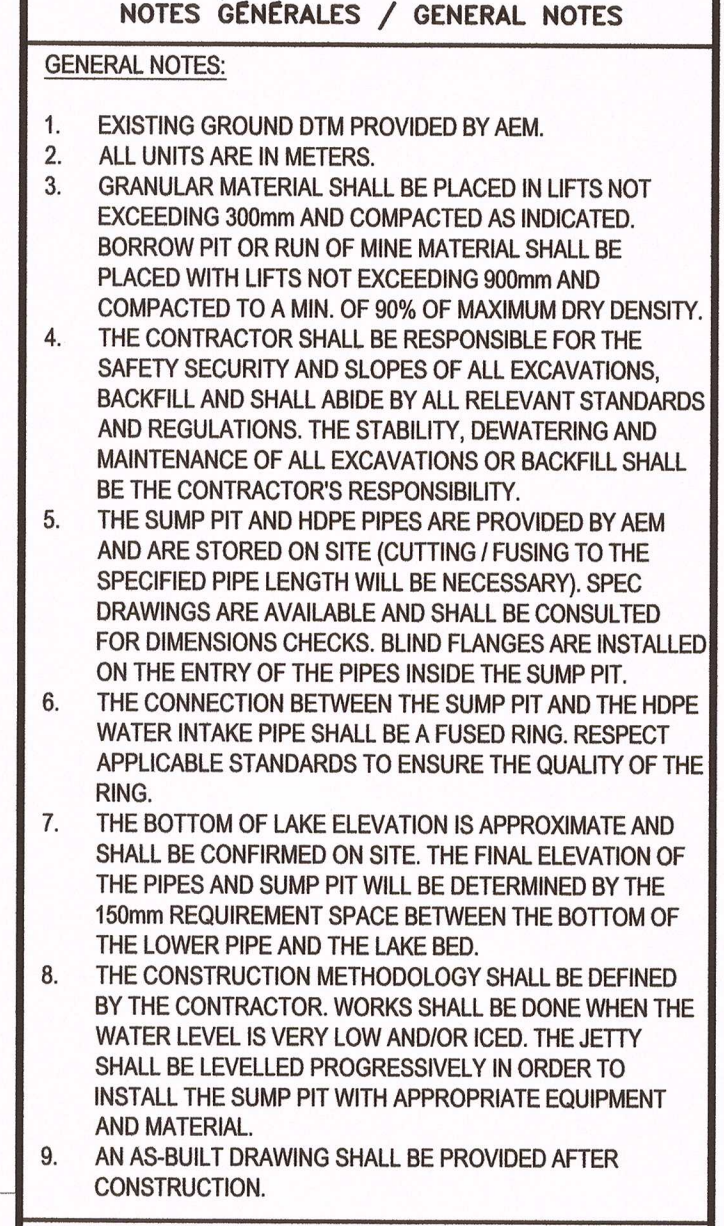 NOTES GÉNÉRALES / GENERAL NOTES
GENERAL NOTES:
1. EXISTING GROUND DTM PROVIDED BY AEM.
2. ALL UNITS ARE IN METERS.
3. GRANULAR MATERIAL SHALL BE PLACED IN LIFTS NOT
EXCEEDING 300mm AND COMPACTED AS INDICATED.
BORROW PIT OR RUN OF MINE MATERIAL SHALL BE
PLACED WITH LIFTS NOT EXCEEDING 900mm AND
COMPACTED TO A MIN. OF 90% OF MAXIMUM DRY DENSITY.
4. THE CONTRACTOR SHALL BE RESPONSIBLE FOR THE
SAFETY SECURITY AND SLOPES OF ALL EXCAVATIONS,
BACKFILL AND SHALL ABIDE BY ALL RELEVANT STANDARDS
AND REGULATIONS. THE STABILITY, DEWATERING AND
MAINTENANCE OF ALL EXCAVATIONS OR BACKFILL SHALL
BE THE CONTRACTOR'S RESPONSIBILITY.
5. THE SUMP PIT AND HDPE PIPES ARE PROVIDED BY AEM
AND ARE STORED ON SITE (CUTTING / FUSING TO THE
SPECIFIED PIPE LENGTH WILL BE NECESSARY). SPEC
DRAWINGS ARE AVAILABLE AND SHALL BE CONSULTED
FOR DIMENSIONS CHECKS. BLIND FLANGES ARE INSTALLED
ON THE ENTRY OF THE PIPES INSIDE THE SUMP PIT.
6. THE CONNECTION BETWEEN THE SUMP PIT AND THE HDPE
WATER INTAKE PIPE SHALL BE A FUSED RING. RESPECT
APPLICABLE STANDARDS TO ENSURE THE QUALITY OF THE
RING.
7. THE BOTTOM OF LAKE ELEVATION IS APPROXIMATE AND
SHALL BE CONFIRMED ON SITE. THE FINAL ELEVATION OF
THE PIPES AND SUMP PIT WILL BE DETERMINED BY THE
150mm REQUIREMENT SPACE BETWEEN THE BOTTOM OF
THE LOWER PIPE AND THE LAKE BED.
8. THE CONSTRUCTION METHODOLOGY SHALL BE DEFINED
BY THE CONTRACTOR. WORKS SHALL BE DONE WHEN THE
WATER LEVEL IS VERY LOW AND/OR ICED. THE JETTY
SHALL BE LEVELLED PROGRESSIVELY IN ORDER TO
INSTALL THE SUMP PIT WITH APPROPRIATE EQUIPMENT
AND MATERIAL.
9. AN AS-BUILT DRAWING SHALL BE PROVIDED AFTER
CONSTRUCTION.